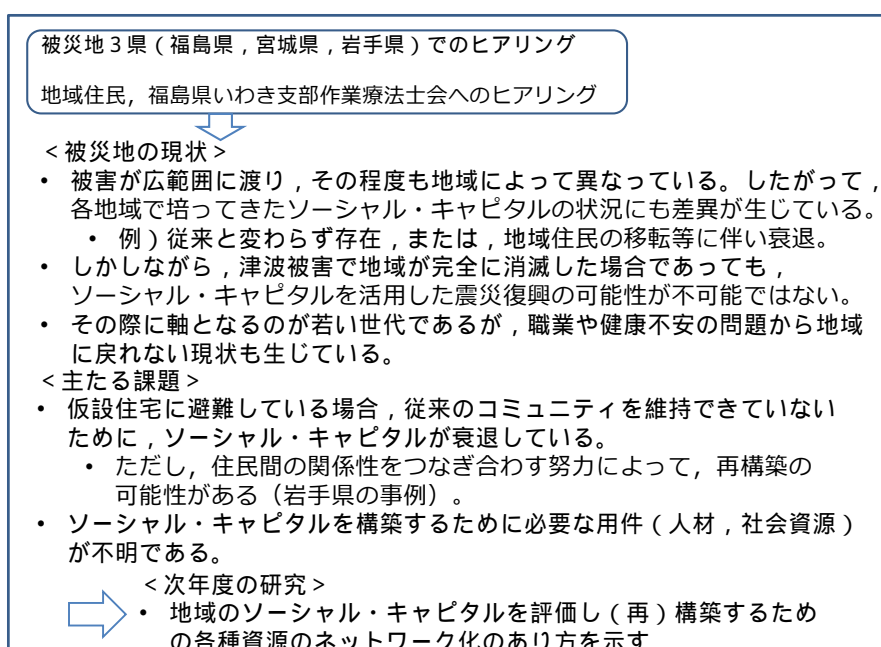 被災地3県(福島県,宮城県,岩手県)でのヒアリング
地域住民,福島県いわき支部作業療法士会へのヒアリング
<被災地の現状>
• 被害が広範囲に渡り,その程度も地域によって異なっている。したがって,
各地域で培ってきたソーシャル・キャピタルの状況にも差異が生じている。
• 例)従来と変わらず存在,または,地域住民の移転等に伴い衰退。
• しかしながら,津波被害で地域が完全に消滅した場合であっても,
ソーシャル・キャピタルを活用した震災復興の可能性が不可能ではない。
• その際に軸となるのが若い世代であるが,職業や健康不安の問題から地域
に戻れない現状も生じている。
<主たる課題>
• 仮設住宅に避難している場合,従来のコミュニティを維持できていない
ために,ソーシャル・キャピタルが衰退している。
• ただし,住民間の関係性をつなぎ合わす努力によって,再構築の
可能性がある(岩手県の事例)。
• ソーシャル・キャピタルを構築するために必要な用件(人材,社会資源)
が不明である。
<次年度の研究>
• 地域のソーシャル・キャピタルを評価し(再)構築するため
の各種資源のネットワーク化のあり方を示す